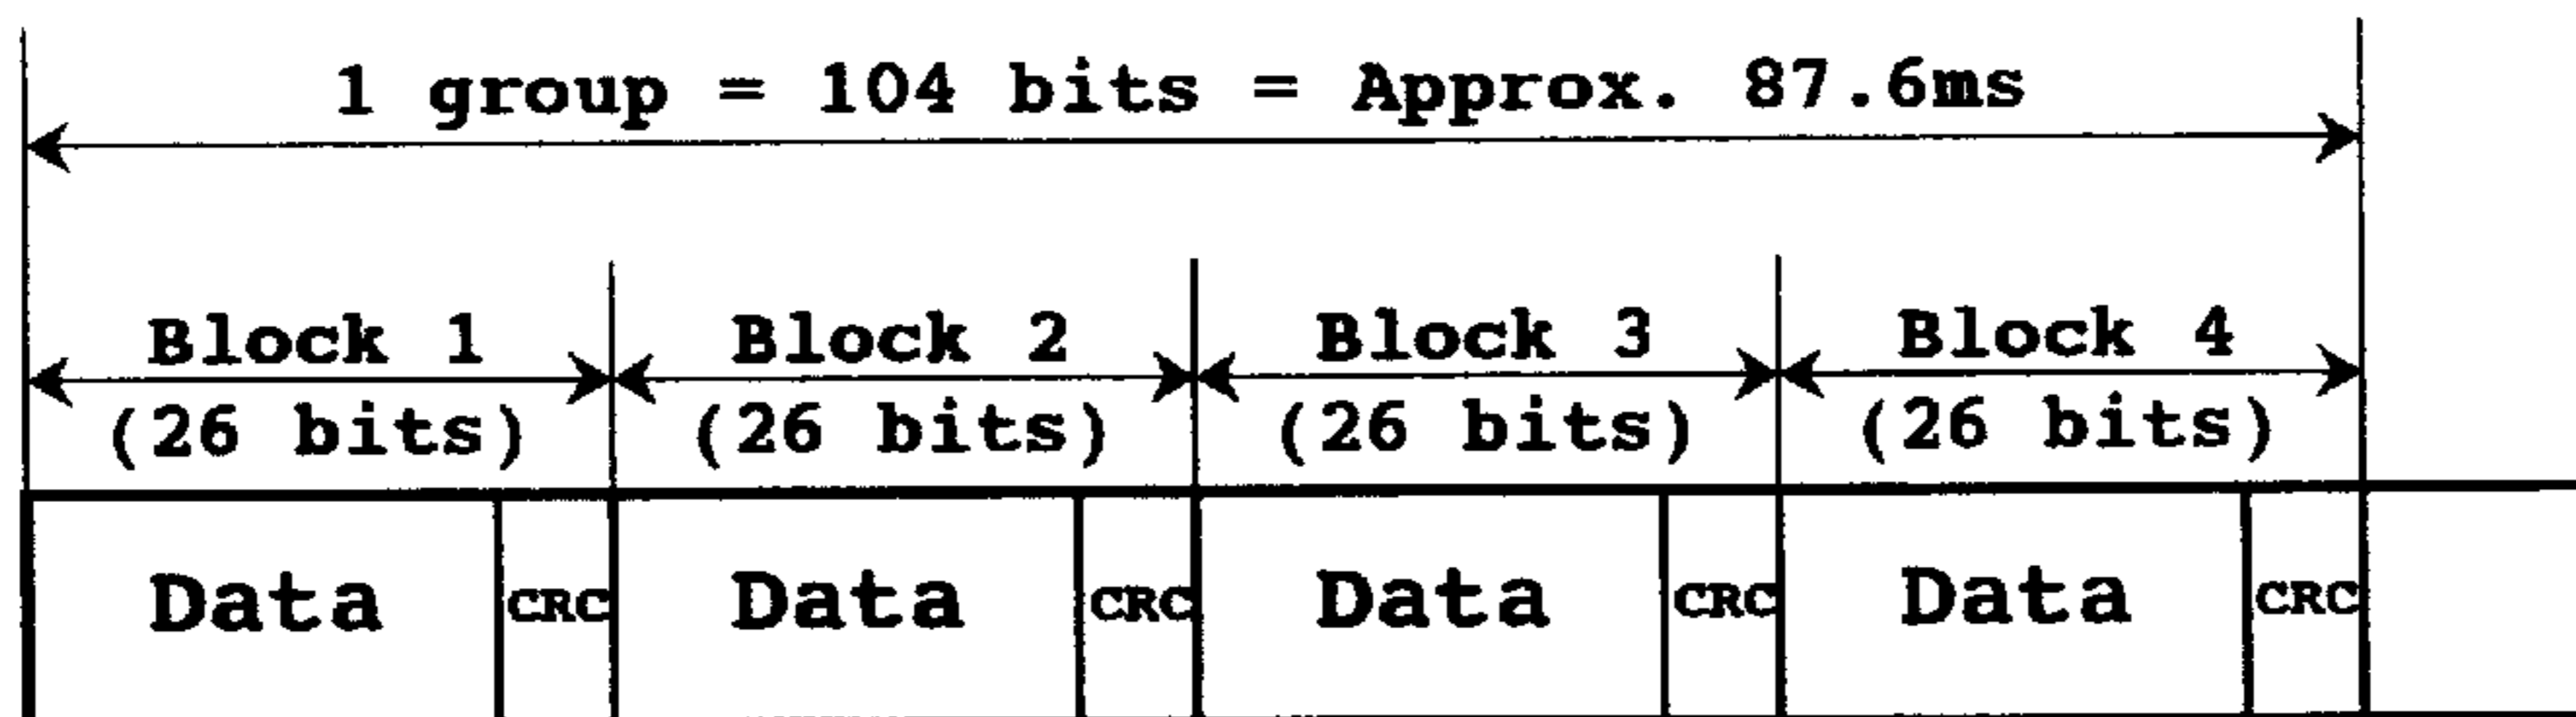 1 group = 104 bits = Approx. 87.6ms
Block 1 Block 2 Block 3 Block 4
(26 bits) (26 bits) (26 bits) (26 bits)
Data CRC Data CRC Data CRC Data CRC